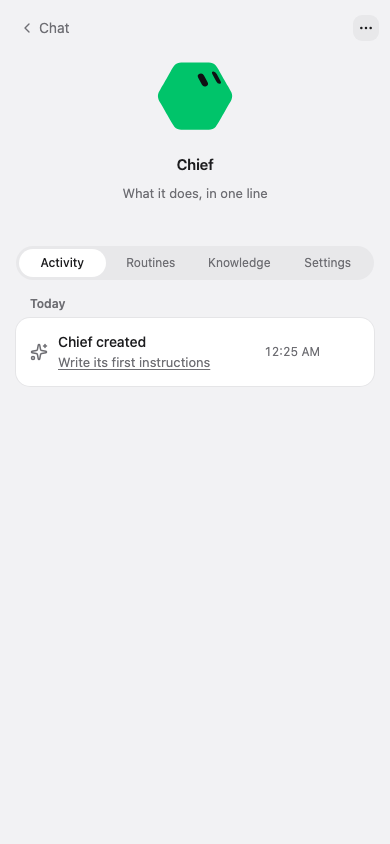 Chat
Chief
What it does, in one line
Activity Routines Knowledge Settings
Today
Chief created
Write its first instructions
12:25 AM